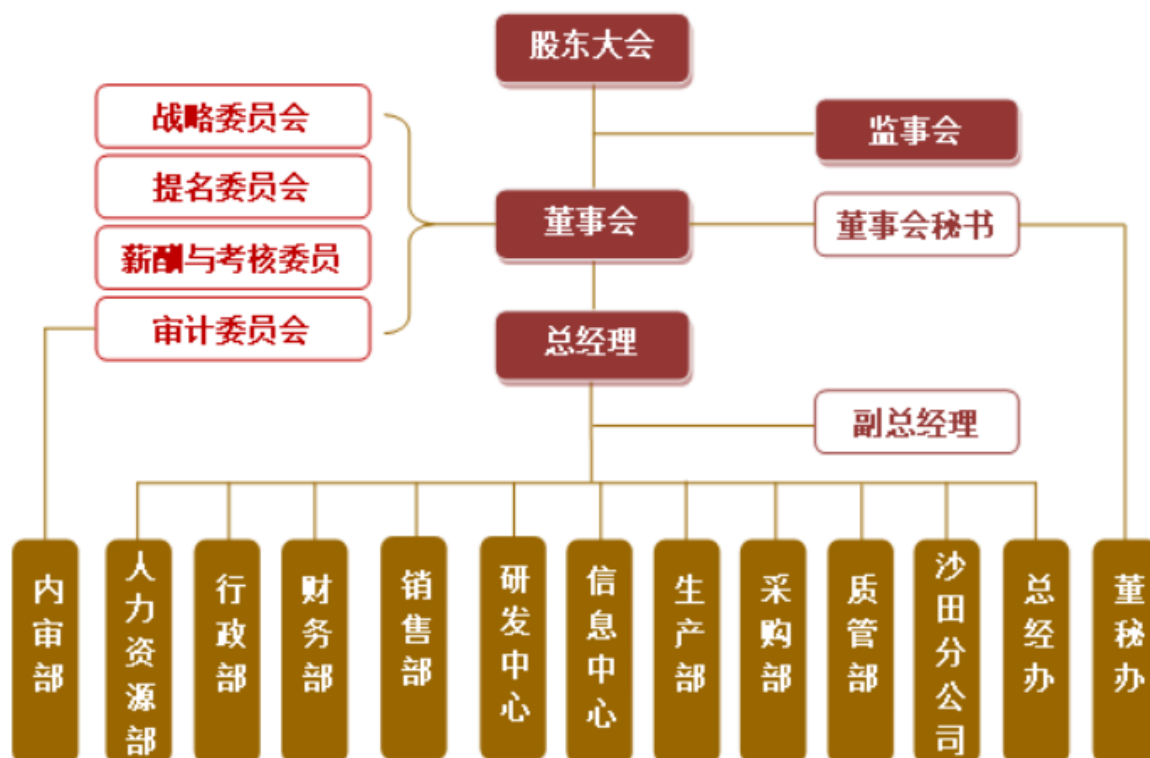 股东大会
战略委员会
监事会
提名委员会
董事会
董事会秘书
薪酬与考核委员
审计委员会
总经理
副总经理
内审部
人力资源部
行政部
财务部
销售部
研发中心
信息中心
生产部
采购部
质管部
沙田分公司
总经办
董秘办